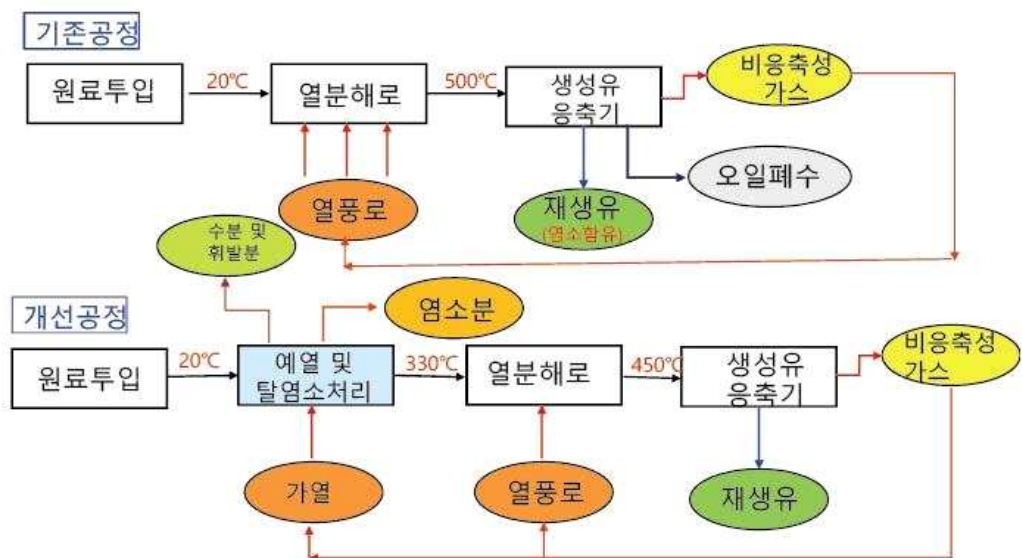 기존공정
원료투입
20℃
열분해로
500℃
생성유
응축기
비응축성
가스
오일폐수
열풍로
재생유
(염소함유)
수분 및
휘발분
염소분
개선공정
원료투입
20℃
예열 및
탈염소처리
330℃
열분해로
450℃
생성유
응축기
비응축성
가스
가열
열풍로
재생유